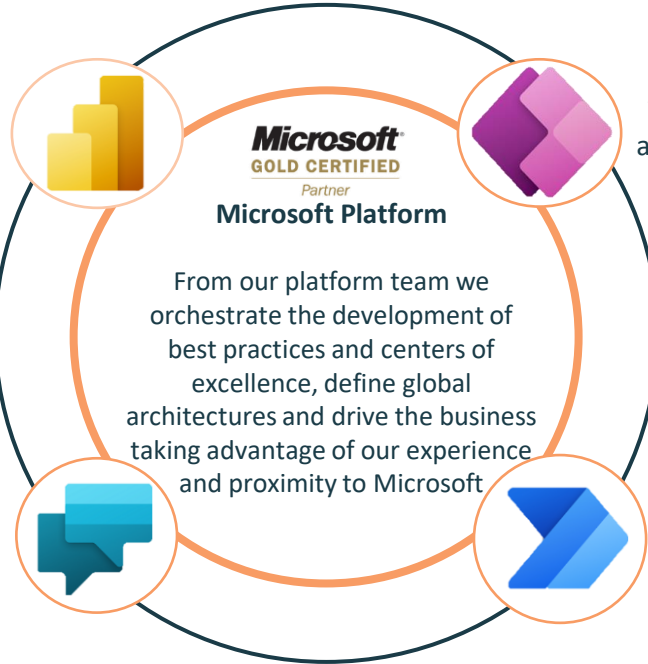 Microsoft
GOLD CERTIFIED
Partner
Microsoft Platform
From our platform team we
orchestrate the development of
best practices and centers of
excellence, define global
architectures and drive the business
taking advantage of our experience
and proximity to Microsoft
a